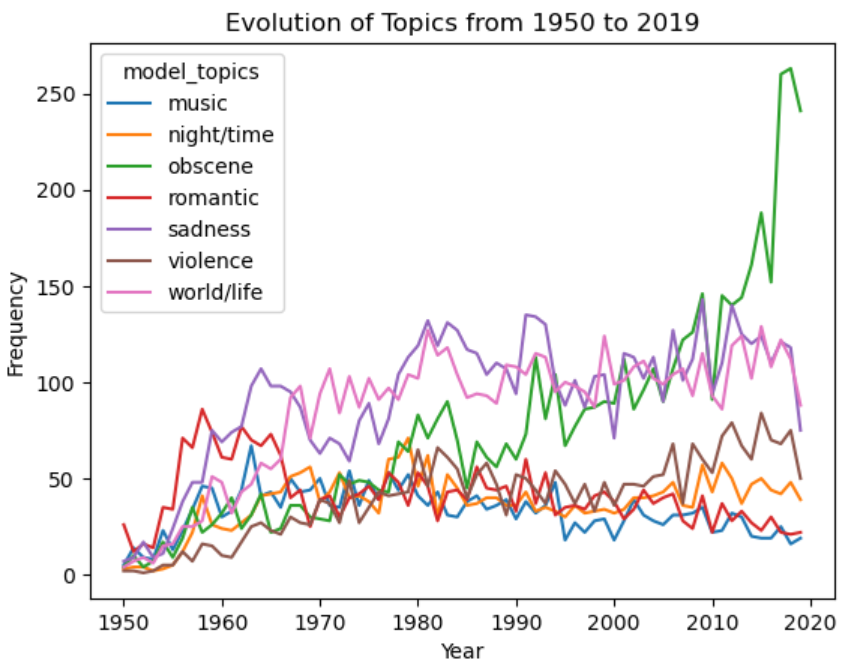 Evolution of Topics from 1950 to 2019
model_topics
music
night/time
obscene
romantic
sadness
violence
world/life
Frequency
250
200
150
100
50
0
1950 1960 1970 1980 1990 2000 2010 2020
Year